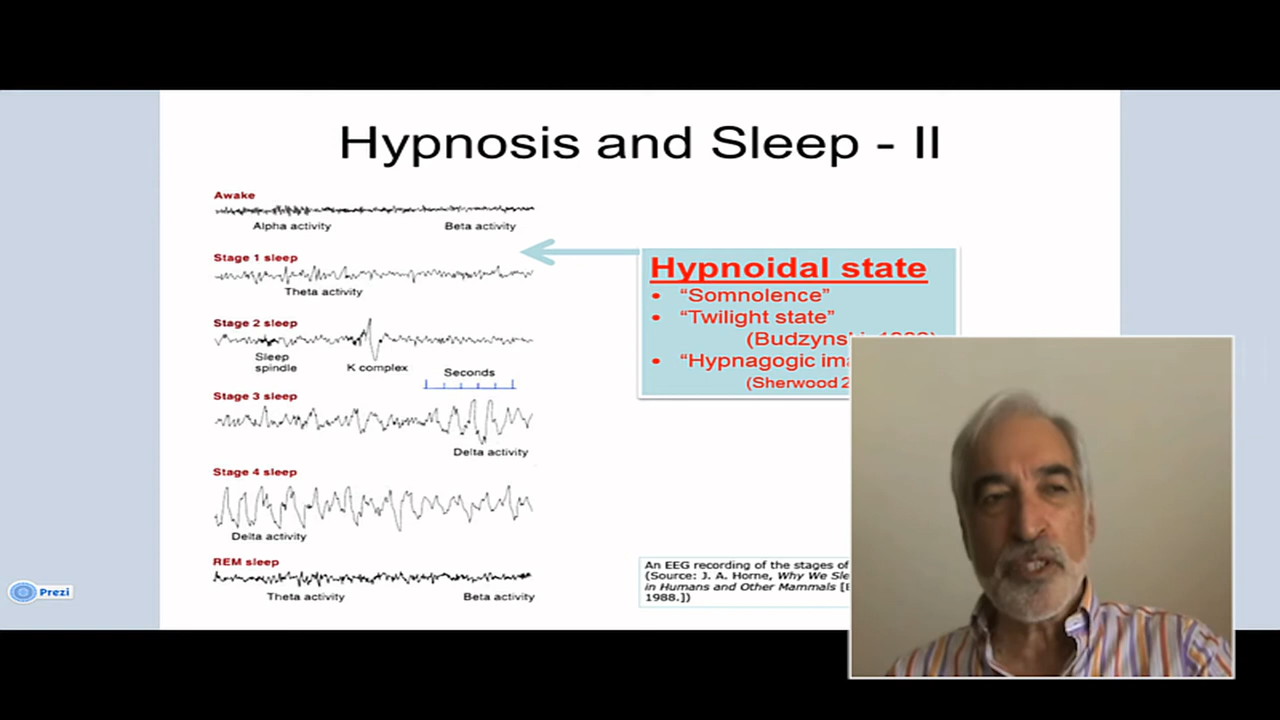 Hypnosis and Sleep - II
Awake
Alpha activity
Beta activity
Stage 1 sleep
Theta activity
Stage 2 sleep
Sleep
spindle
K complex
Seconds
Stage 3 sleep
Delta activity
Stage 4 sleep
Delta activity
REM sleep
Theta activity
Beta activity
Hypnoidal state
• “Somnolence”
• “Twilight state”
• “Hypnagogic
(Sherwood
An EEG recording of the stages of
(Source: J. A. Horne, Why We
in Humans and Other Mammals
1988.])
Prezi